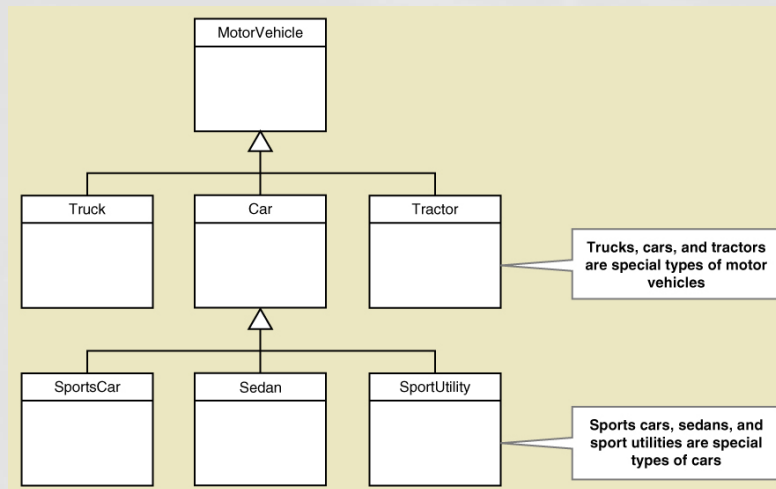 MotorVehicle
Truck
Car
Tractor
Trucks, cars, and tractors
are special types of motor
vehicles
SportsCar
Sedan
SportUtility
Sports cars, sedans, and
sport utilities are special
types of cars